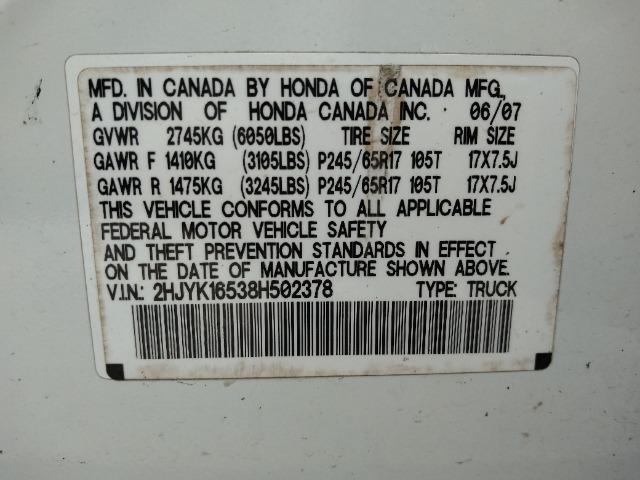 MFD. IN CANADA BY HONDA OF CANADA MFG.,
A DIVISION OF HONDA CANADA INC. 06/07
GVWR 2745KG (6050LBS) TIRE SIZE RIM SIZE
GAWR F 1410KG (3105LBS) P245/65R17 105T 17X7.5J
GAWR R 1475KG (3245LBS) P245/65R17 105T 17X7.5J
THIS VEHICLE CONFORMS TO ALL APPLICABLE
FEDERAL MOTOR VEHICLE SAFETY
AND THEFT PREVENTION STANDARDS IN EFFECT
ON THE DATE OF MANUFACTURE SHOWN ABOVE.
V.I.N.: 2HJYK16538H502378 TYPE: TRUCK